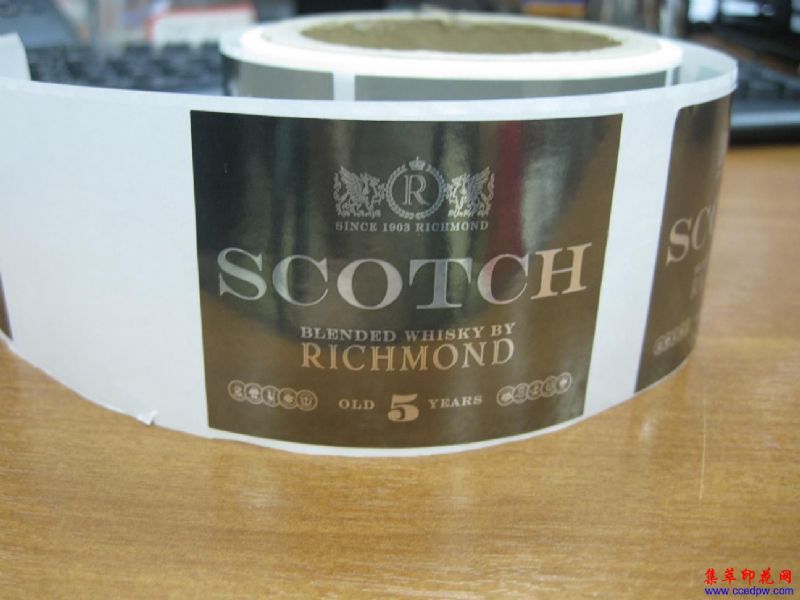 R
SINCE 1903 RICHMOND
SCOTCH
BLENDED WHISKY BY
RICHMOND
OLD 5 YEARS
SCO
集萃印花网
www.ccedpw.com